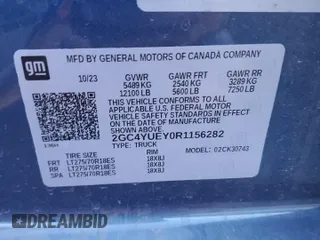 gm
MFD BY GENERAL MOTORS OF CANADA COMPANY
10/23 GVWR GAWR FRT GAWR RR
5489 KG 2540 KG 3289 KG
12100 LB 5600 LB 7250 LB
THIS VEHICLE CONFORMS TO ALL APPLICABLE
U.S. FEDERAL MOTOR VEHICLE SAFETY
STANDARDS IN EFFECT ON THE DATE OF
MANUFACTURE SHOWN ABOVE.
2GC4YUEY0R1156282
TYPE: TRUCK MODEL: 02CK30743
TIRE SIZE RIM
FRT LT275/70R18ES 18X8J
RR LT275/70R18ES 18X8J
SPA LT275/70R18ES 18X8J